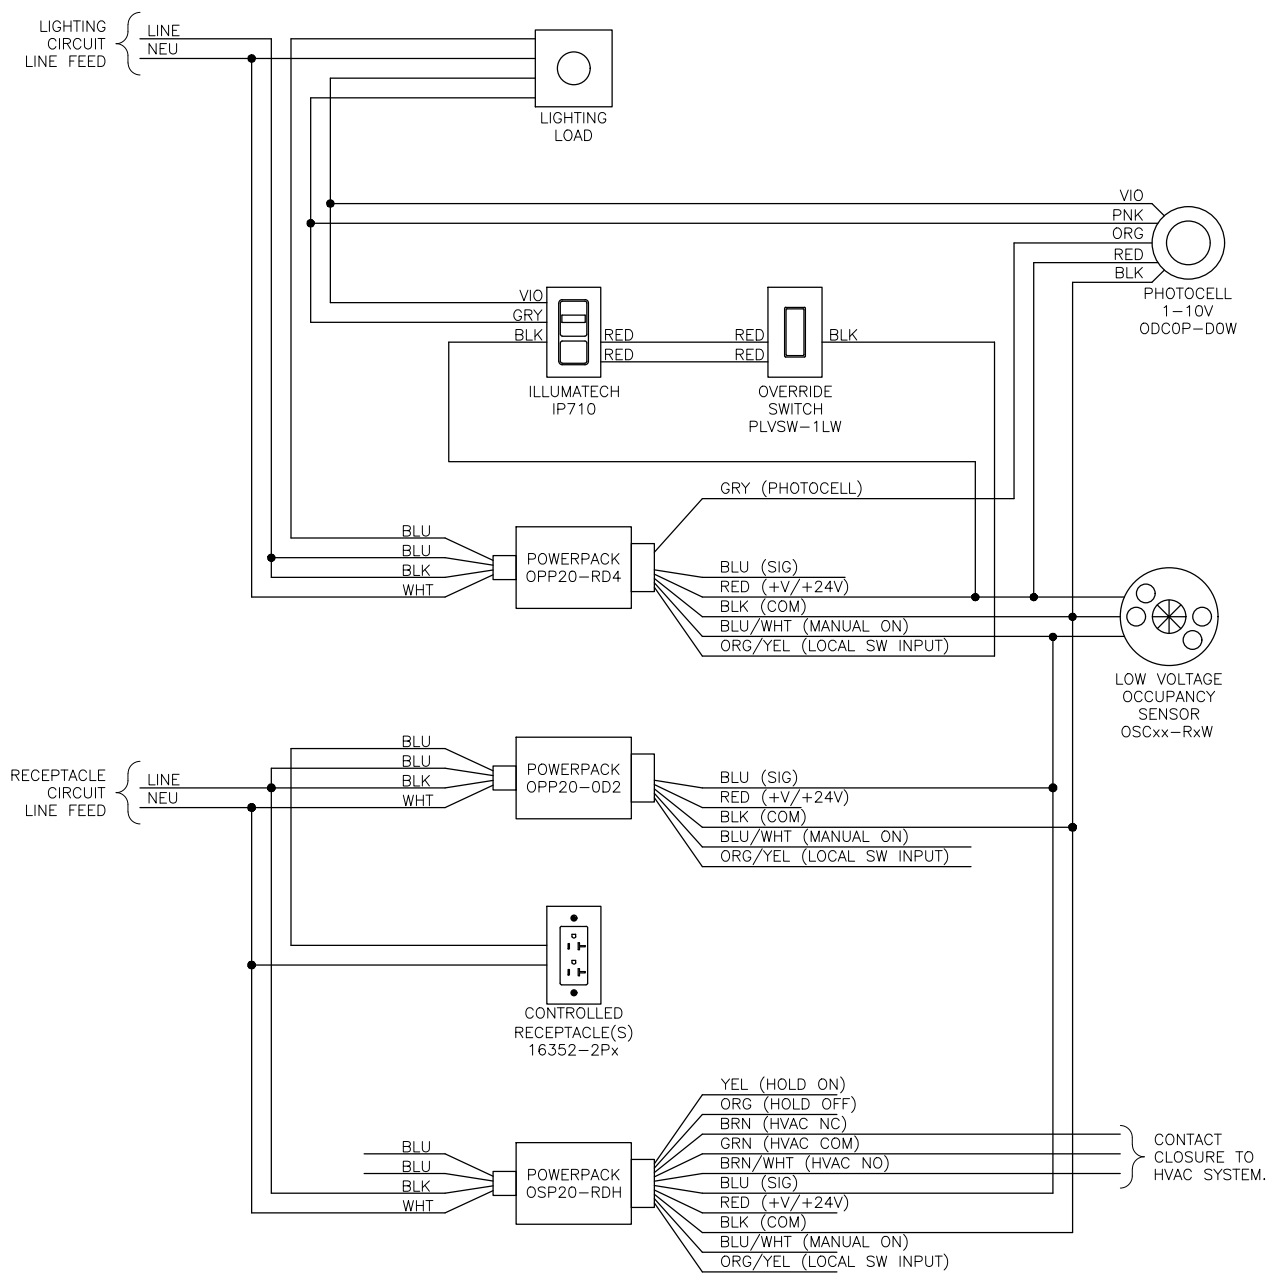 LIGHTING
CIRCUIT
LINE FEED
LINE
NEU
LIGHTING
LOAD
VIO
PNK
ORG
RED
BLK
PHOTOCELL
1-10V
ODCOP-D0W
VIO
GRY
BLK
RED
RED
RED
RED
BLK
ILLUMATECH
IP710
OVERRIDE
SWITCH
PLVSW-1LW
GRY (PHOTOCELL)
BLU
BLU
BLK
WHT
POWERPACK
OPP20-RD4
BLU (SIG)
RED (+V/+24V)
BLK (COM)
BLU/WHT (MANUAL ON)
ORG/YEL (LOCAL SW INPUT)
LOW VOLTAGE
OCCUPANCY
SENSOR
OSCxx-RxW
RECEPTACLE
CIRCUIT
LINE FEED
LINE
NEU
BLU
BLU
BLK
WHT
POWERPACK
OPP20-0D2
BLU (SIG)
RED (+V/+24V)
BLK (COM)
BLU/WHT (MANUAL ON)
ORG/YEL (LOCAL SW INPUT)
CONTROLLED
RECEPTACLE(S)
16352-2Px
BLU
BLU
BLK
WHT
POWERPACK
OSP20-RDH
YEL (HOLD ON)
ORG (HOLD OFF)
BRN (HVAC NC)
GRN (HVAC COM)
BRN/WHT (HVAC NO)
BLU (SIG)
RED (+V/+24V)
BLK (COM)
BLU/WHT (MANUAL ON)
ORG/YEL (LOCAL SW INPUT)
CONTACT
CLOSURE TO
HVAC SYSTEM.